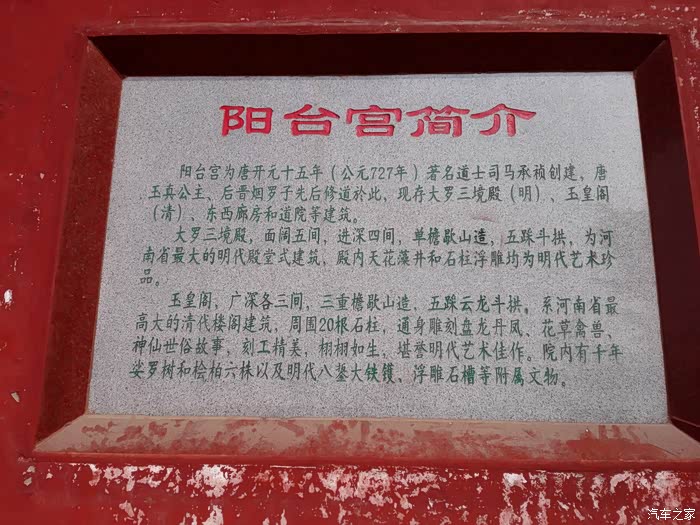 阳台宫简介
阳台宫为唐开元十五年（公元727年）著名道士司马承祯创建，唐
玉真公主、后晋烟罗子先后修道於此，现存大罗三境殿（明）、玉皇阁
（清）、东西廊房和道院等建筑。
大罗三境殿，面阔五间，进深四间，单檐歇山造，五踩斗拱，为河
南省最大的明代殿堂式建筑，殿内天花藻井和石柱浮雕均为明代艺术珍
品。
玉皇阁，广深各三间，三重檐歇山造，五踩云龙斗拱，系河南省最
高大的清代楼阁建筑，周围20根石柱，通身雕刻盘龙丹凤、花草禽兽、
神仙世俗故事，刻工精美，栩栩如生，堪誉明代艺术佳作。院内有千年
娑罗树和桧柏六株以及明代八鋬大铁镬、浮雕石槽等附属文物。
汽车之家